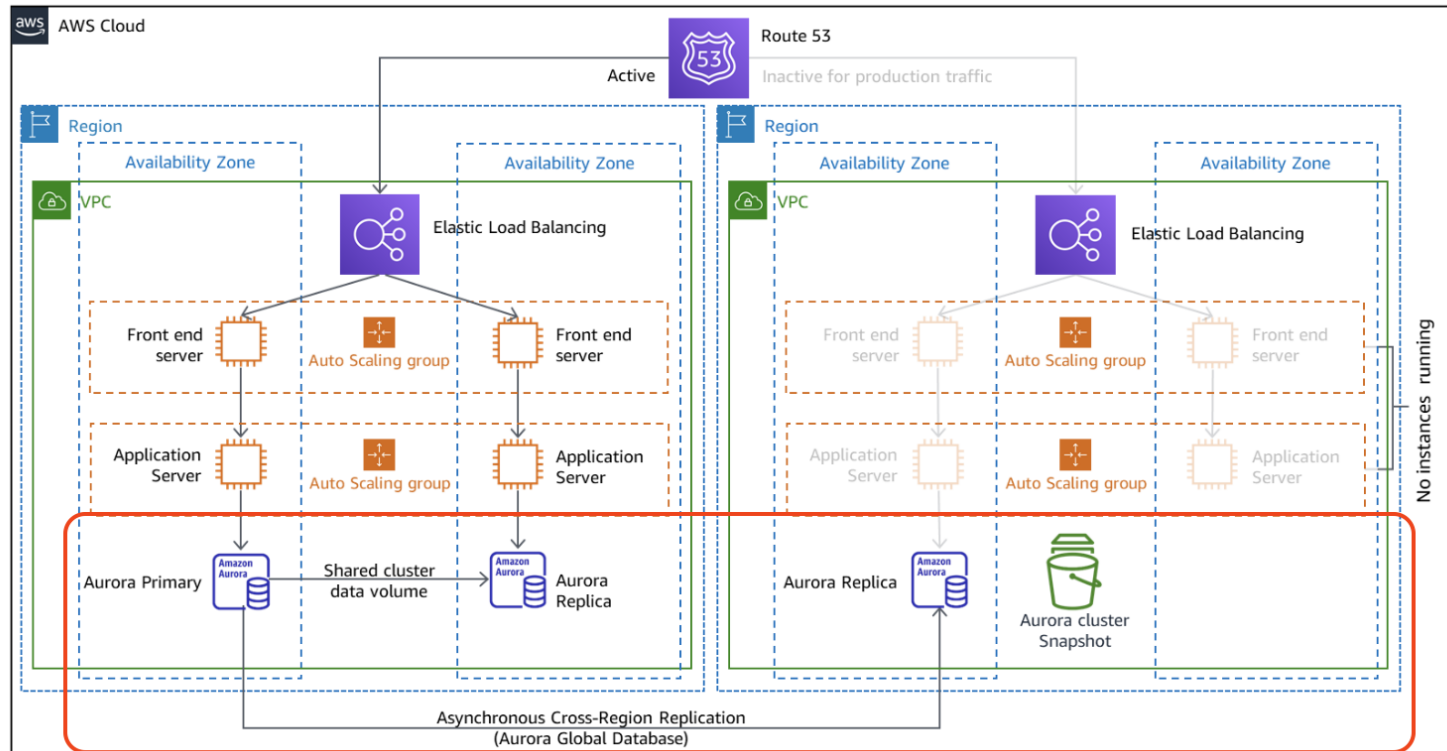 aws
AWS Cloud
Route 53
53
Active
Inactive for production traffic
Region
Availability Zone
Availability Zone
VPC
Elastic Load Balancing
Front end
server
Auto Scaling group
Front end
server
Application
Server
Auto Scaling group
Application
Server
Aurora Primary
Amazon
Aurora
Shared cluster
data volume
Amazon
Aurora
Aurora
Replica
Region
Availability Zone
Availability Zone
VPC
Elastic Load Balancing
Front end
server
Auto Scaling group
Front end
server
Application
Server
Auto Scaling group
Application
Server
No instances running
Aurora Replica
Amazon
Aurora
Aurora cluster
Snapshot
Asynchronous Cross-Region Replication
(Aurora Global Database)